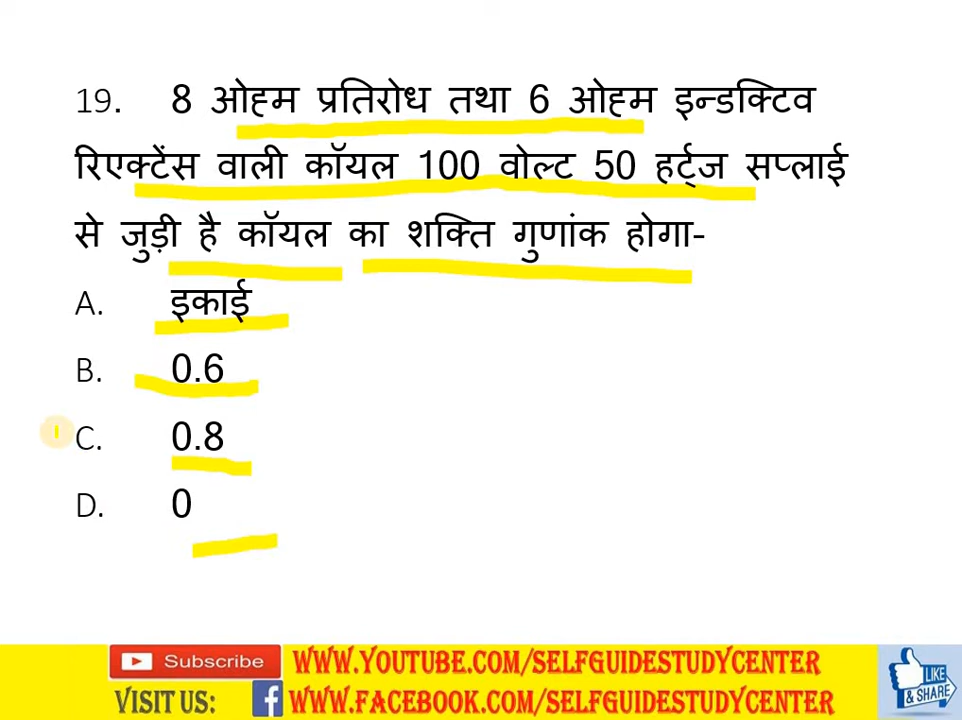 19. 8 ओह्म प्रतिरोध तथा 6 ओह्म इन्डक्टिव
रिएक्टेंस वाली कॉयल 100 वोल्ट 50 हर्ट्ज सप्लाई
से जुड़ी है कॉयल का शक्ति गुणांक होगा-
A. इकाई
B. 0.6
C. 0.8
D. 0
Subscribe WWW.YOUTUBE.COM/SELFGUIDESTUDYCENTER
VISIT US: f WWW.FACEBOOK.COM/SELFGUIDESTUDYCENTER
LIKE
& SHARE